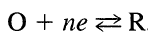 O + ne ⇌ R